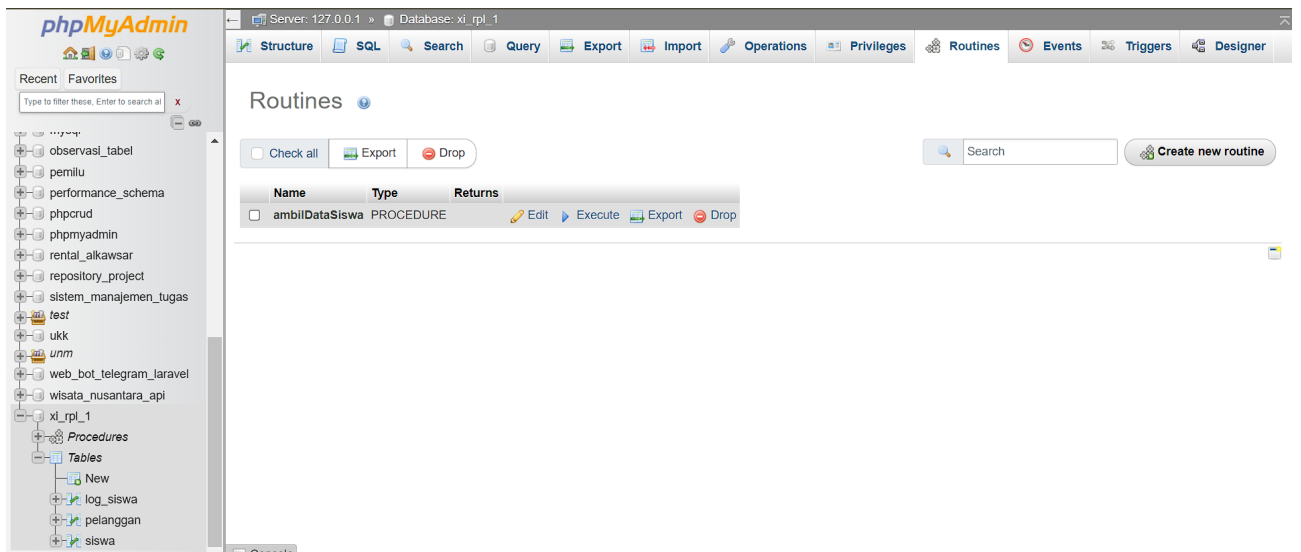 phpMyAdmin
Recent Favorites
Type to filter these, Enter to search al X
observasi_tabel
pemilu
performance_schema
phpcrud
phpmyadmin
rental_alkawsar
repository_project
sistem_manajemen_tugas
test
ukk
unm
web_bot_telegram_laravel
wisata_nusantara_api
xi_rpl_1
Procedures
Tables
New
log_siswa
pelanggan
siswa
Server: 127.0.0.1 » Database: xi_rpl_1
Structure SQL Search Query Export Import Operations Privileges Routines Events Triggers Designer
Routines
Check all Export Drop
Search Create new routine
Name Type Returns
ambilDataSiswa PROCEDURE Edit Execute Export Drop